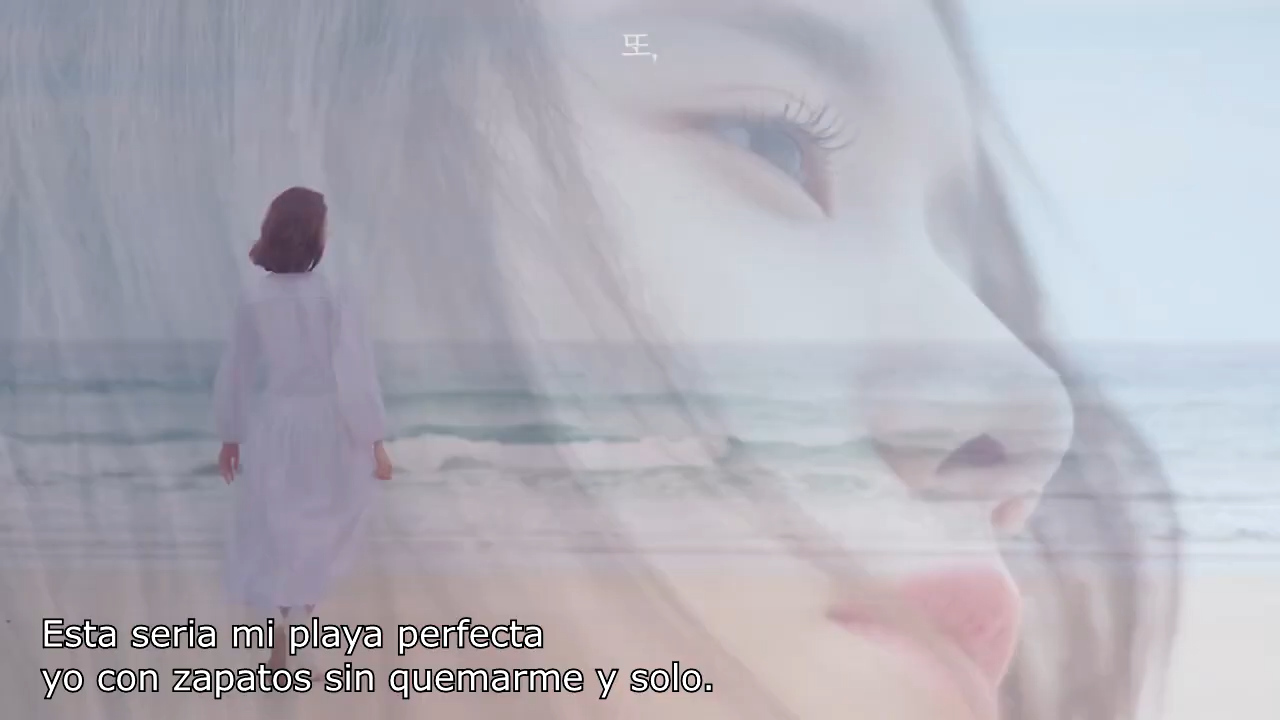 또,
Esta seria mi playa perfecta
yo con zapatos sin quemarme y solo.